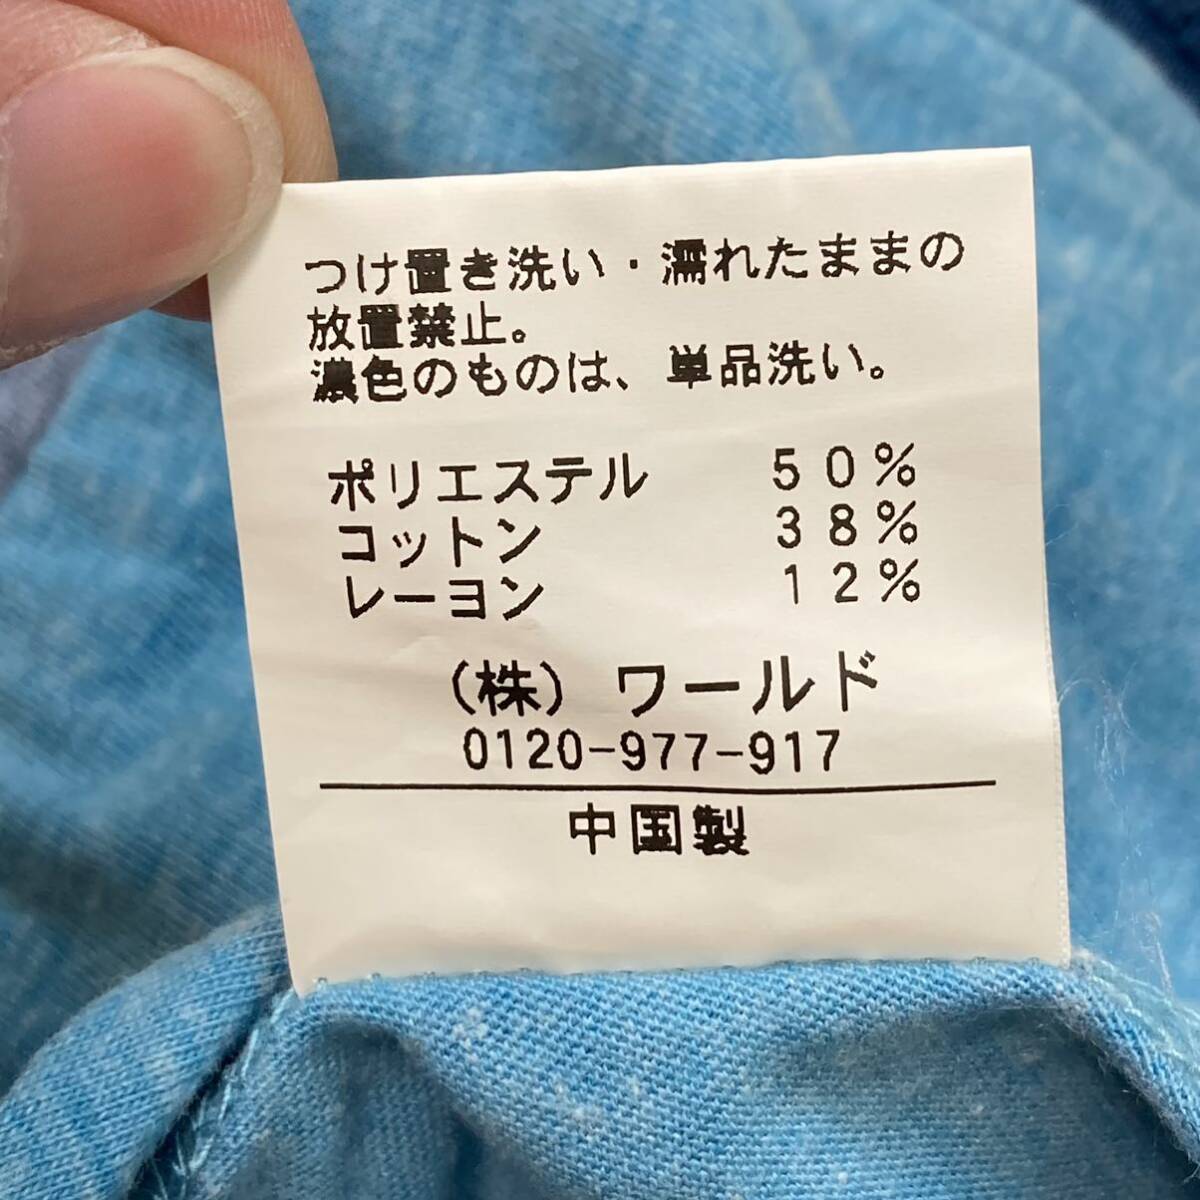 つけ置き洗い・濡れたままの
放置禁止。
濃色のものは、単品洗い。
ポリエステル　50%
コットン　38%
レーヨン　12%
(株)ワールド
0120-977-917
中国製